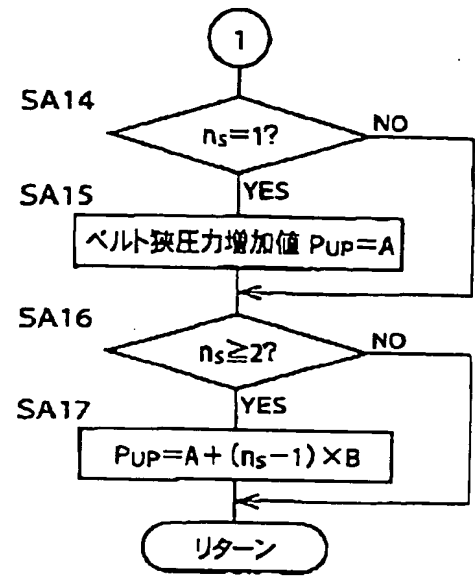 1
SA14
ns=1?
NO
YES
SA15
ベルト狭圧力増加値 PUP=A
SA16
ns≧2?
NO
YES
SA17
PUP=A+(ns-1)×B
リターン